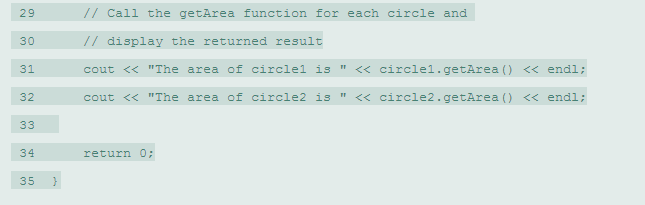 29 // Call the getArea function for each circle and
30 // display the returned result
31 cout << "The area of circle1 is " << circle1.getArea() << endl;
32 cout << "The area of circle2 is " << circle2.getArea() << endl;
33
34 return 0;
35 }